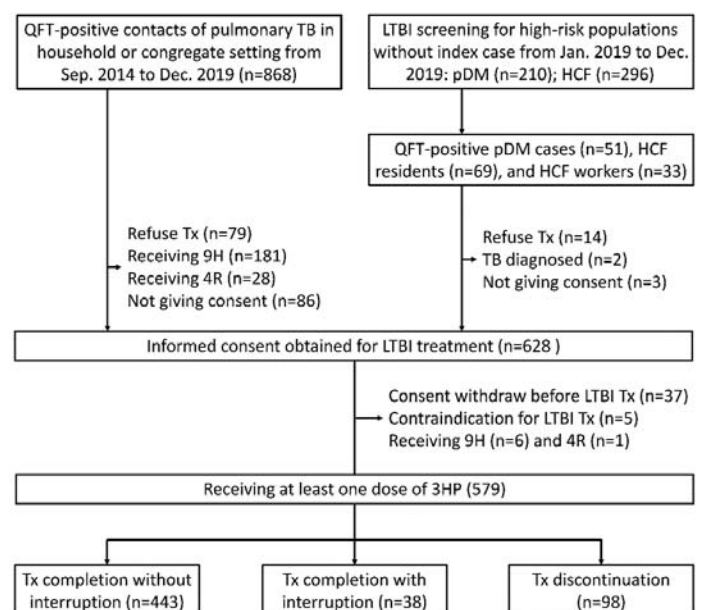 QFT-positive contacts of pulmonary TB in
household or congregate setting from
Sep. 2014 to Dec. 2019 (n=868)
LTBI screening for high-risk populations
without index case from Jan. 2019 to Dec.
2019: pDM (n=210); HCF (n=296)
QFT-positive pDM cases (n=51), HCF
residents (n=69), and HCF workers (n=33)
Refuse Tx (n=79)
Receiving 9H (n=181)
Receiving 4R (n=28)
Not giving consent (n=86)
Refuse Tx (n=14)
TB diagnosed (n=2)
Not giving consent (n=3)
Informed consent obtained for LTBI treatment (n=628 )
Consent withdraw before LTBI Tx (n=37)
Contraindication for LTBI Tx (n=5)
Receiving 9H (n=6) and 4R (n=1)
Receiving at least one dose of 3HP (579)
Tx completion without
interruption (n=443)
Tx completion with
interruption (n=38)
Tx discontinuation
(n=98)